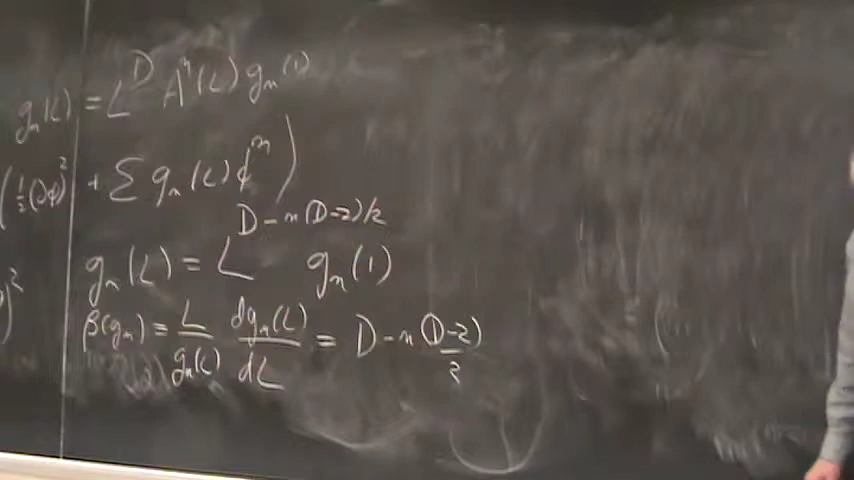 gₙ(L) = L^D Aⁿ(L) gₙ(1)
(½(∂ϕ)² + Σ gₙ(L) ϕⁿ)
gₙ(L) = L^{D-n(D-2)/2} gₙ(1)
)²
β(gₙ) = L/gₙ(L) dgₙ(L)/dL = D - n (D-2)/2